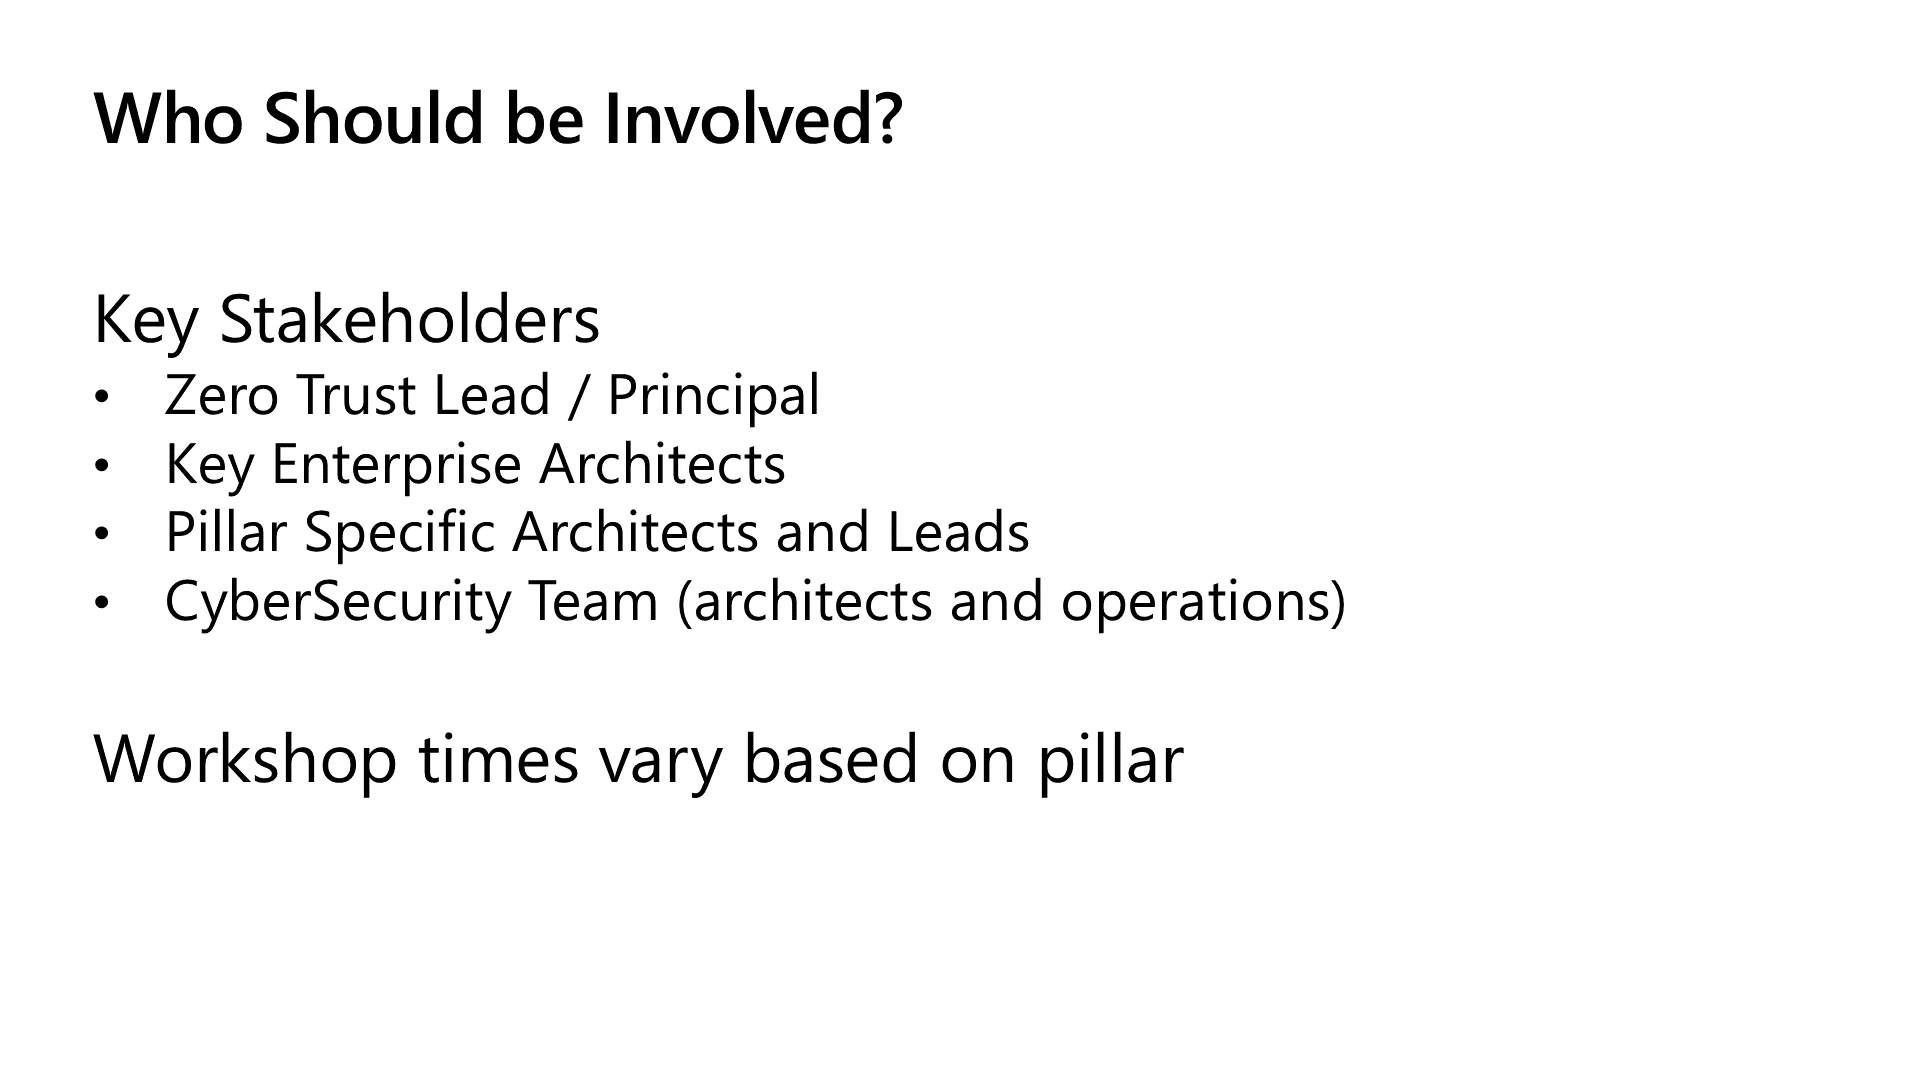 Who Should be Involved?
Key Stakeholders
• Zero Trust Lead / Principal
• Key Enterprise Architects
• Pillar Specific Architects and Leads
• CyberSecurity Team (architects and operations)
Workshop times vary based on pillar